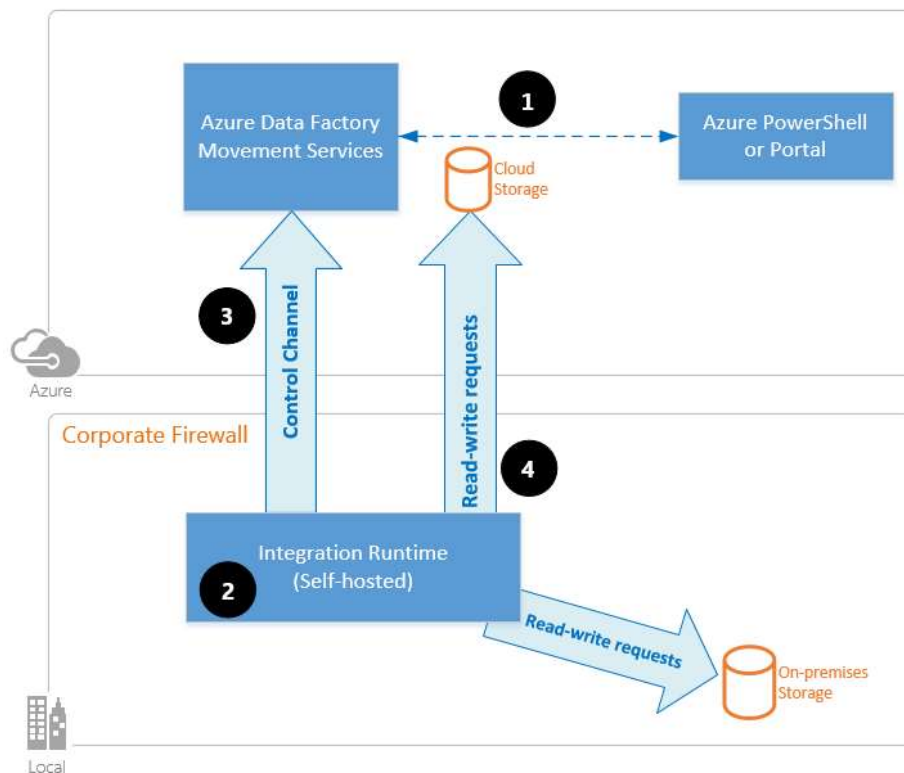 1
Azure Data Factory
Movement Services
Azure PowerShell
or Portal
Cloud
Storage
3
Control Channel
Read-write requests
Azure
Corporate Firewall
4
Integration Runtime
(Self-hosted)
2
Read-write requests
On-premises
Storage
Local